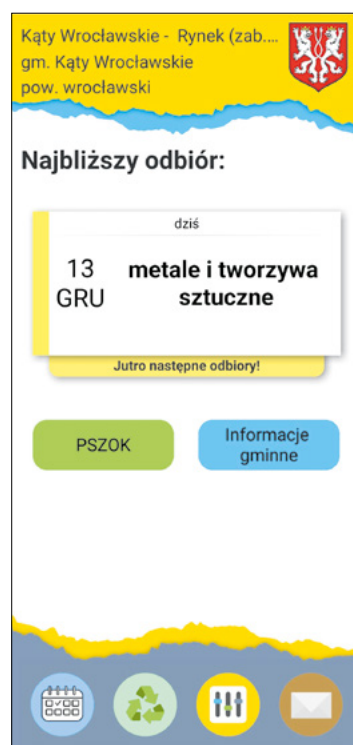 Kąty Wrocławskie - Rynek (zab....
gm. Kąty Wrocławskie
pow. wrocławski
Najbliższy odbiór:
dziś
13
GRU
metale i tworzywa
sztuczne
Jutro następne odbiory!
PSZOK
Informacje
gminne